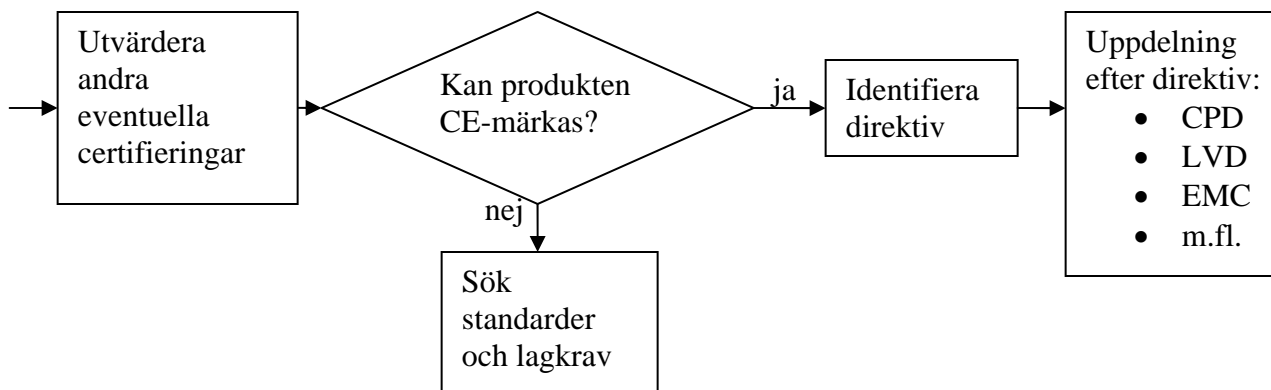 Utvärdera
andra
eventuella
certifieringar
Kan produkten
CE-märkas?
ja
nej
Identifiera
direktiv
Uppdelning
efter direktiv:
• CPD
• LVD
• EMC
• m.fl.
Sök
standarder
och lagkrav